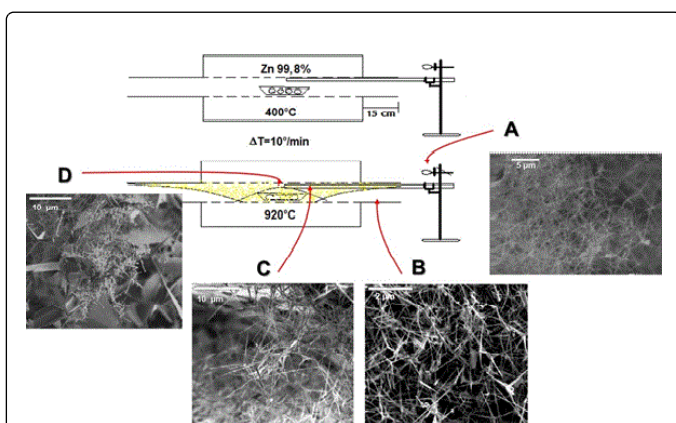 Zn 99,8%
400°C
15 cm
ΔT=10°/min
A
5 µm
D
920°C
10 µm
C
B
10 µm
2 µm